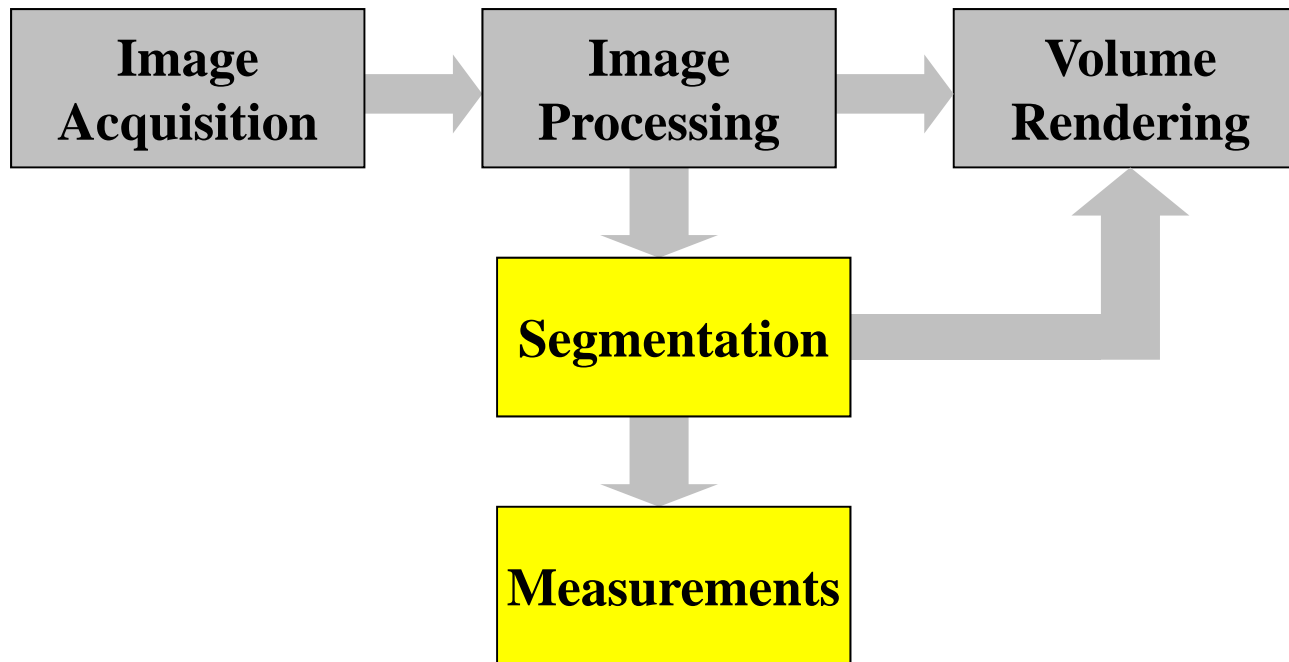 Image
Acquisition
Image
Processing
Volume
Rendering
Segmentation
Measurements